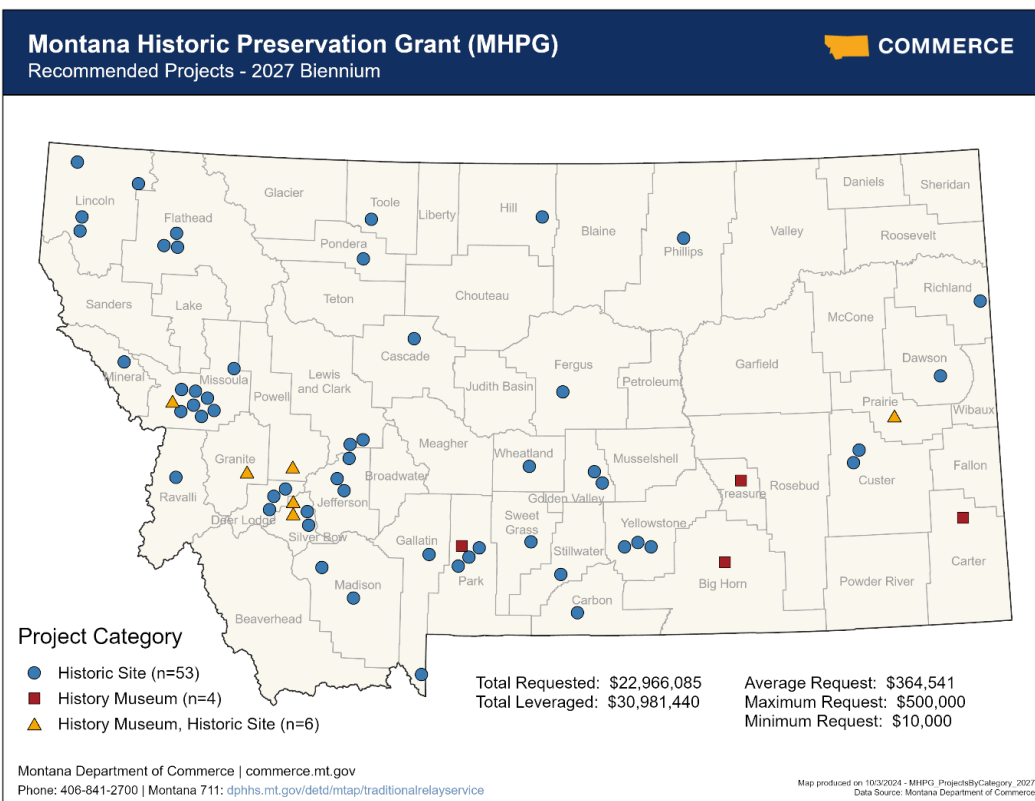 Montana Historic Preservation Grant (MHPG)
Recommended Projects - 2027 Biennium
COMMERCE
Lincoln
Flathead
Glacier
Toole
Liberty
Hill
Blaine
Phillips
Valley
Daniels
Sheridan
Roosevelt
Pondera
Teton
Chouteau
Richland
McCone
Sanders
Lake
Cascade
Fergus
Garfield
Dawson
Mineral
Missoula
Powell
Lewis
and Clark
Judith Basin
Petroleum
Prairie
Wibaux
Granite
Meagher
Wheatland
Musselshell
Broadwater
Ravalli
Jefferson
Golden Valley
Treasure
Rosebud
Custer
Fallon
Deer Lodge
Silver Bow
Gallatin
Sweet
Grass
Stillwater
Yellowstone
Park
Big Horn
Carter
Powder River
Madison
Carbon
Beaverhead
Project Category
Historic Site (n=53)
History Museum (n=4)
History Museum, Historic Site (n=6)
Total Requested: $22,966,085
Total Leveraged: $30,981,440
Average Request: $364,541
Maximum Request: $500,000
Minimum Request: $10,000
Montana Department of Commerce | commerce.mt.gov
Phone: 406-841-2700 | Montana 711: dphhs.mt.gov/detd/mtap/traditionalrelayservice
Map produced on 10/3/2024 - MHPG_ProjectsByCategory_2027
Data Source: Montana Department of Commerce